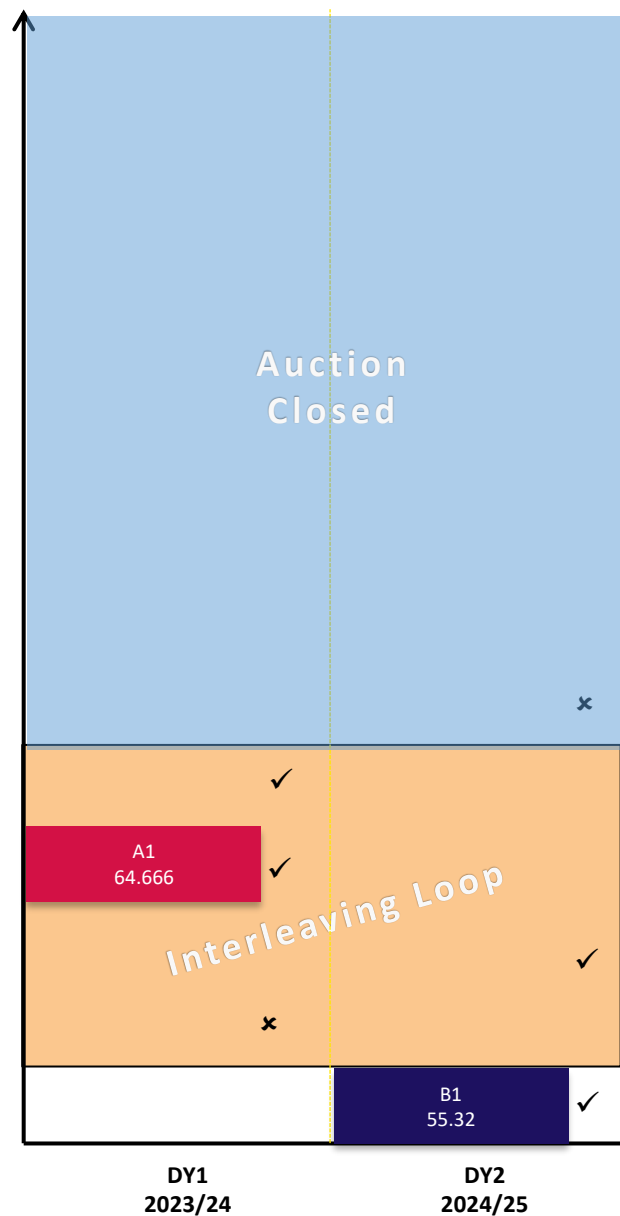 Auction
Closed
✘
✓
A1
64.666
✓
Interleaving Loop
✓
✘
B1
55.32
✓
DY1
2023/24
DY2
2024/25